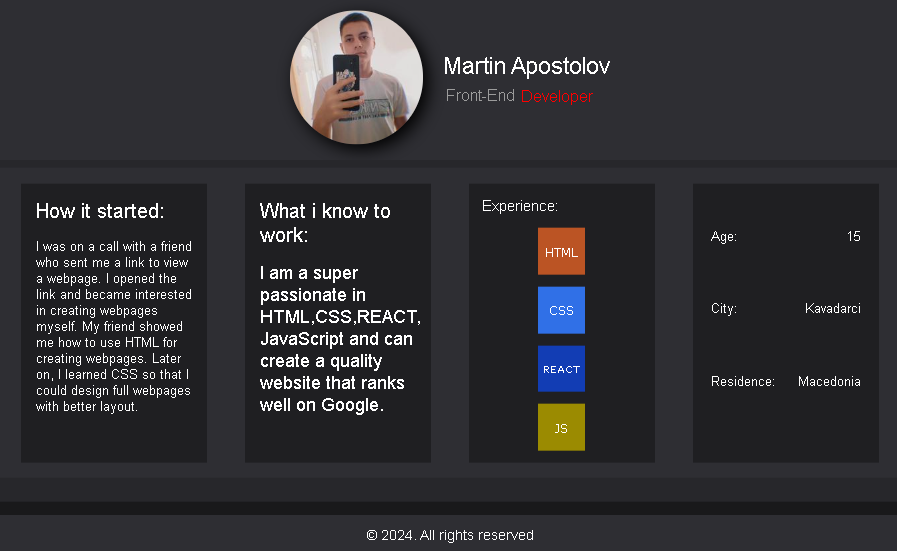 Martin Apostolov
Front-End Developer
How it started:
I was on a call with a friend
who sent me a link to view
a webpage. I opened the
link and became interested
in creating webpages
myself. My friend showed
me how to use HTML for
creating webpages. Later
on, I learned CSS so that I
could design full webpages
with better layout.
What i know to
work:
I am a super
passionate in
HTML,CSS,REACT,
JavaScript and can
create a quality
website that ranks
well on Google.
Experience:
HTML
CSS
REACT
JS
Age: 15
City: Kavadarci
Residence: Macedonia
© 2024. All rights reserved